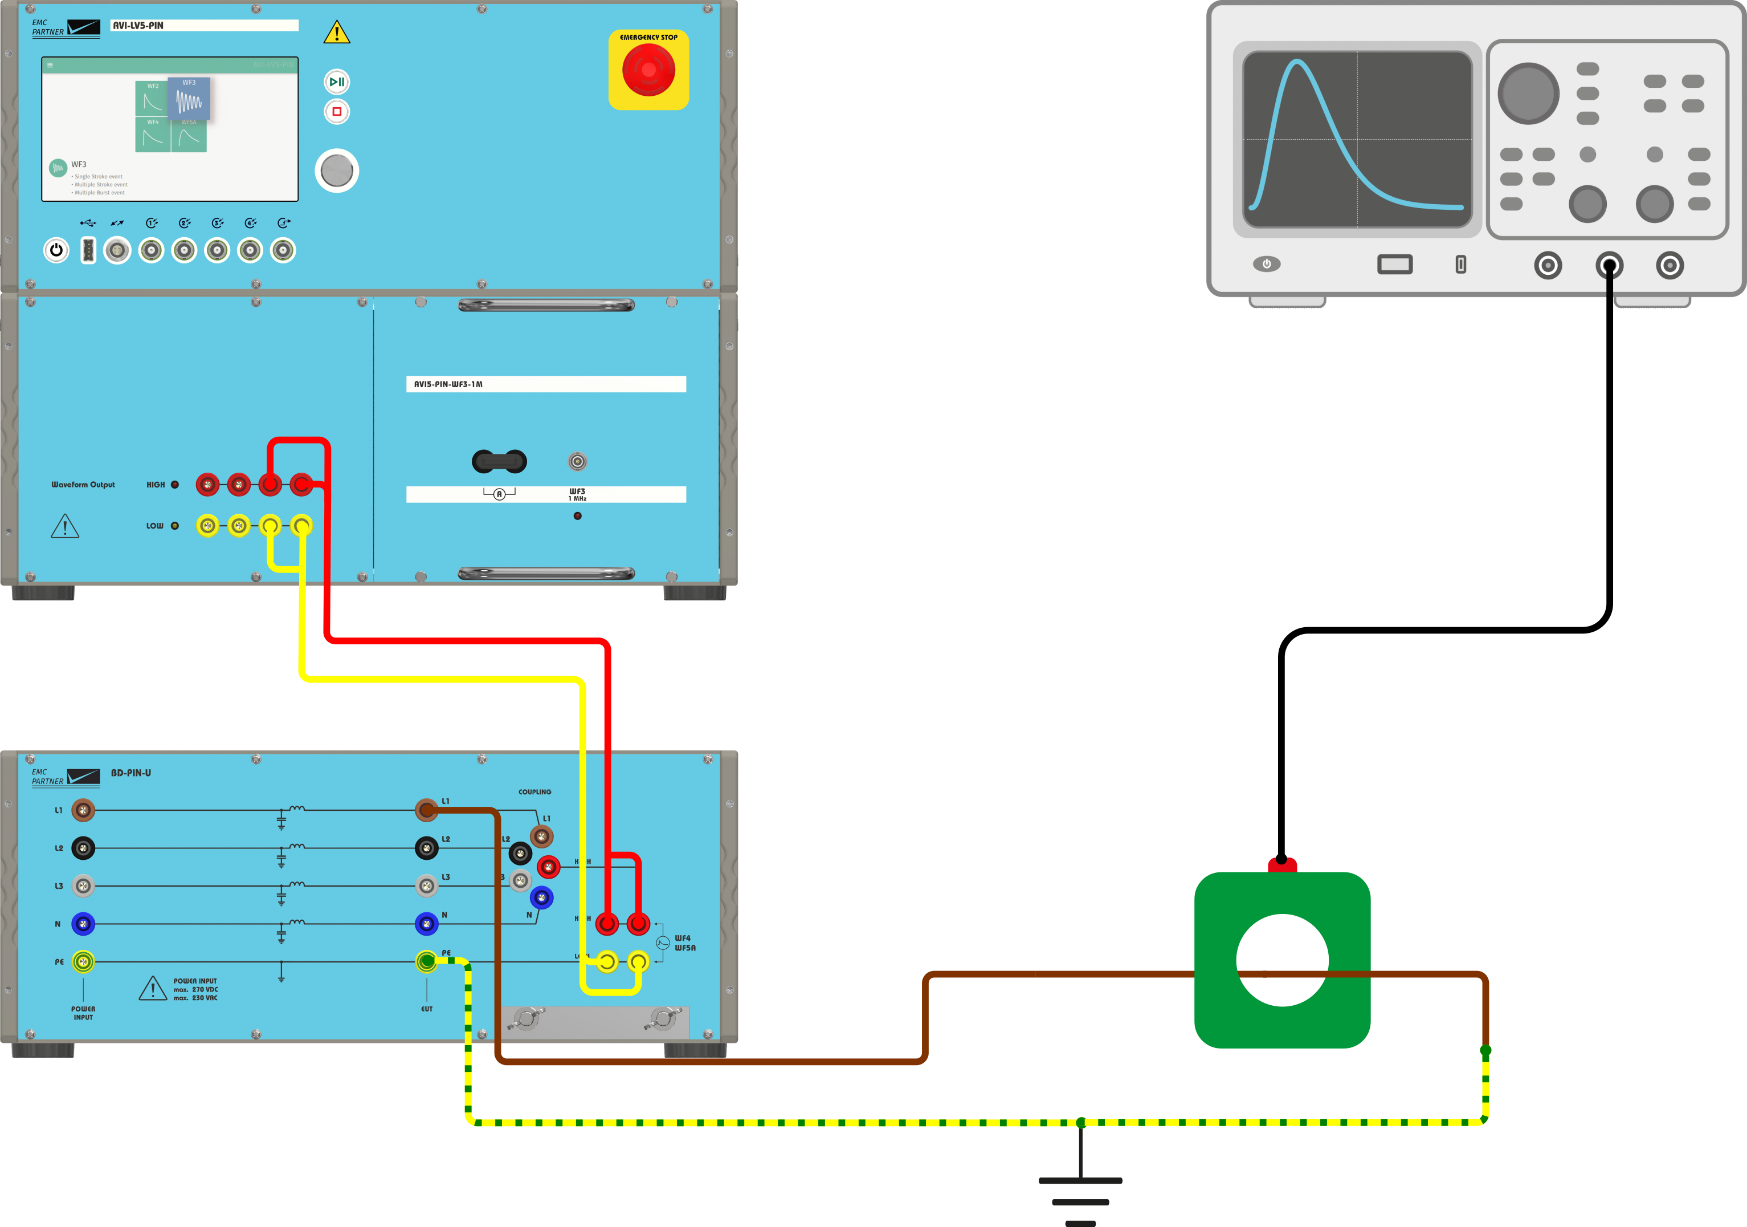 EMC
PARTNER
AVI-LV5-PIN
EMERGENCY STOP
WF2
WF3
WF4
WF3
• Single Stroke event
• Multiple Stroke event
• Multiple Burst event
AVI5-PIN-WF3-1M
A
WF3
1 MHz
Waveform Output
HIGH
LOW
EMC
PARTNER
BD-PIN-U
COUPLING
L1
L1
L1
L2
L2
L2
L3
L3
3
N
N
N
PE
PE
WF4
WF5A
POWER INPUT
max. 270 VDC
max. 230 VAC
POWER
INPUT
EUT